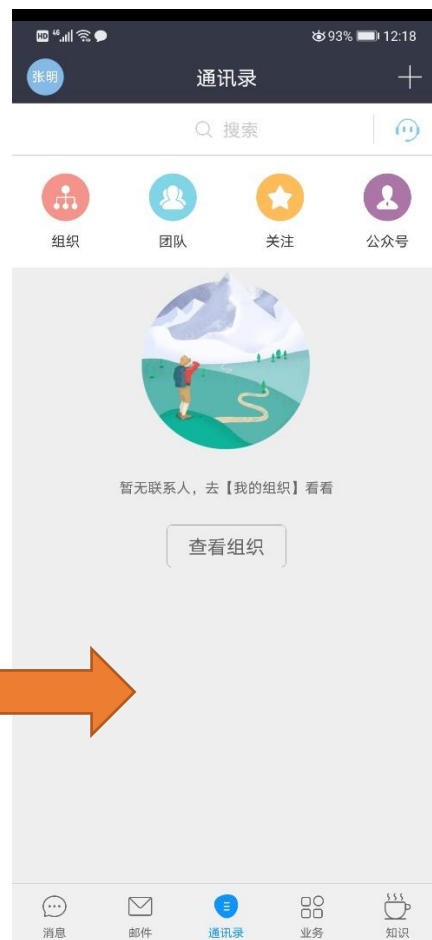 HD 4G 93% 12:18
张明 通讯录
搜索
组织 团队 关注 公众号
暂无联系人，去【我的组织】看看
查看组织
消息 邮件 通讯录 业务 知识